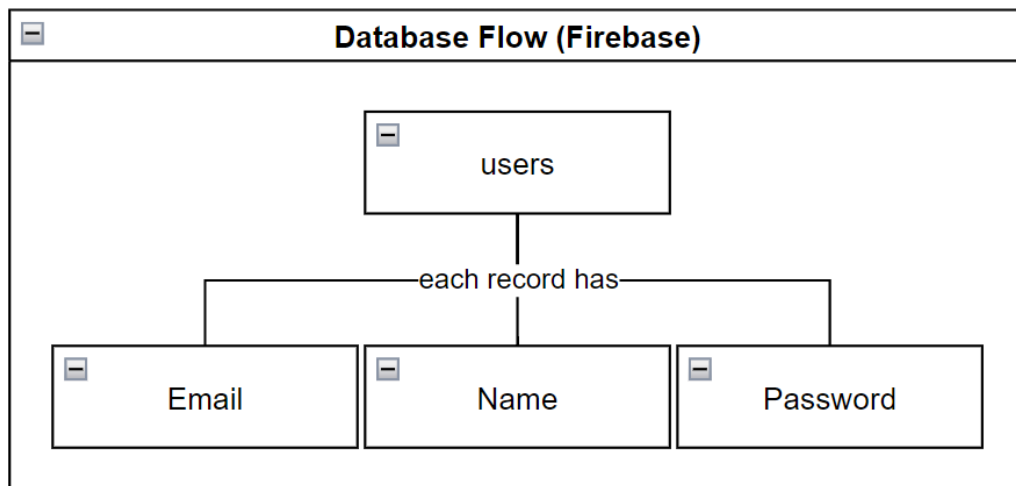 Database Flow (Firebase)
users
each record has
Email
Name
Password